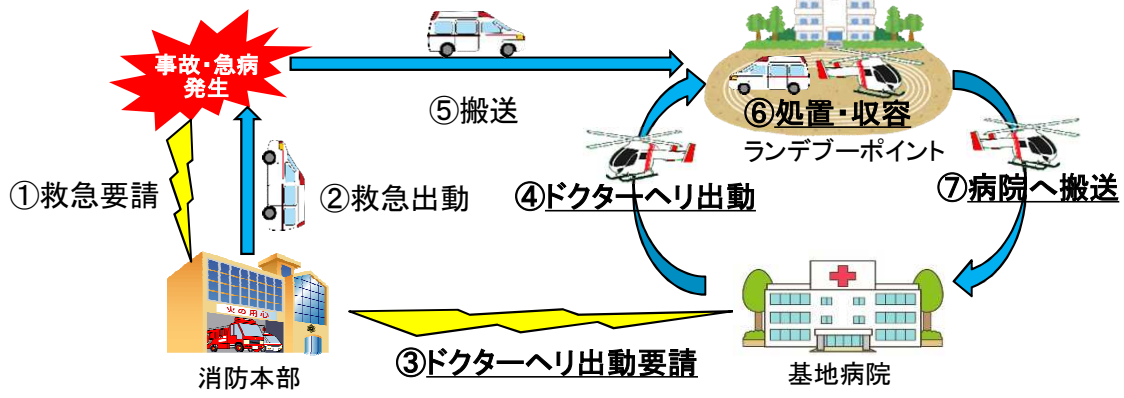 事故・急病
発生
⑤搬送
⑥処置・収容
ランデブーポイント
①救急要請
②救急出動
④ドクターヘリ出動
⑦病院へ搬送
火の用心
③ドクターヘリ出動要請
消防本部
基地病院